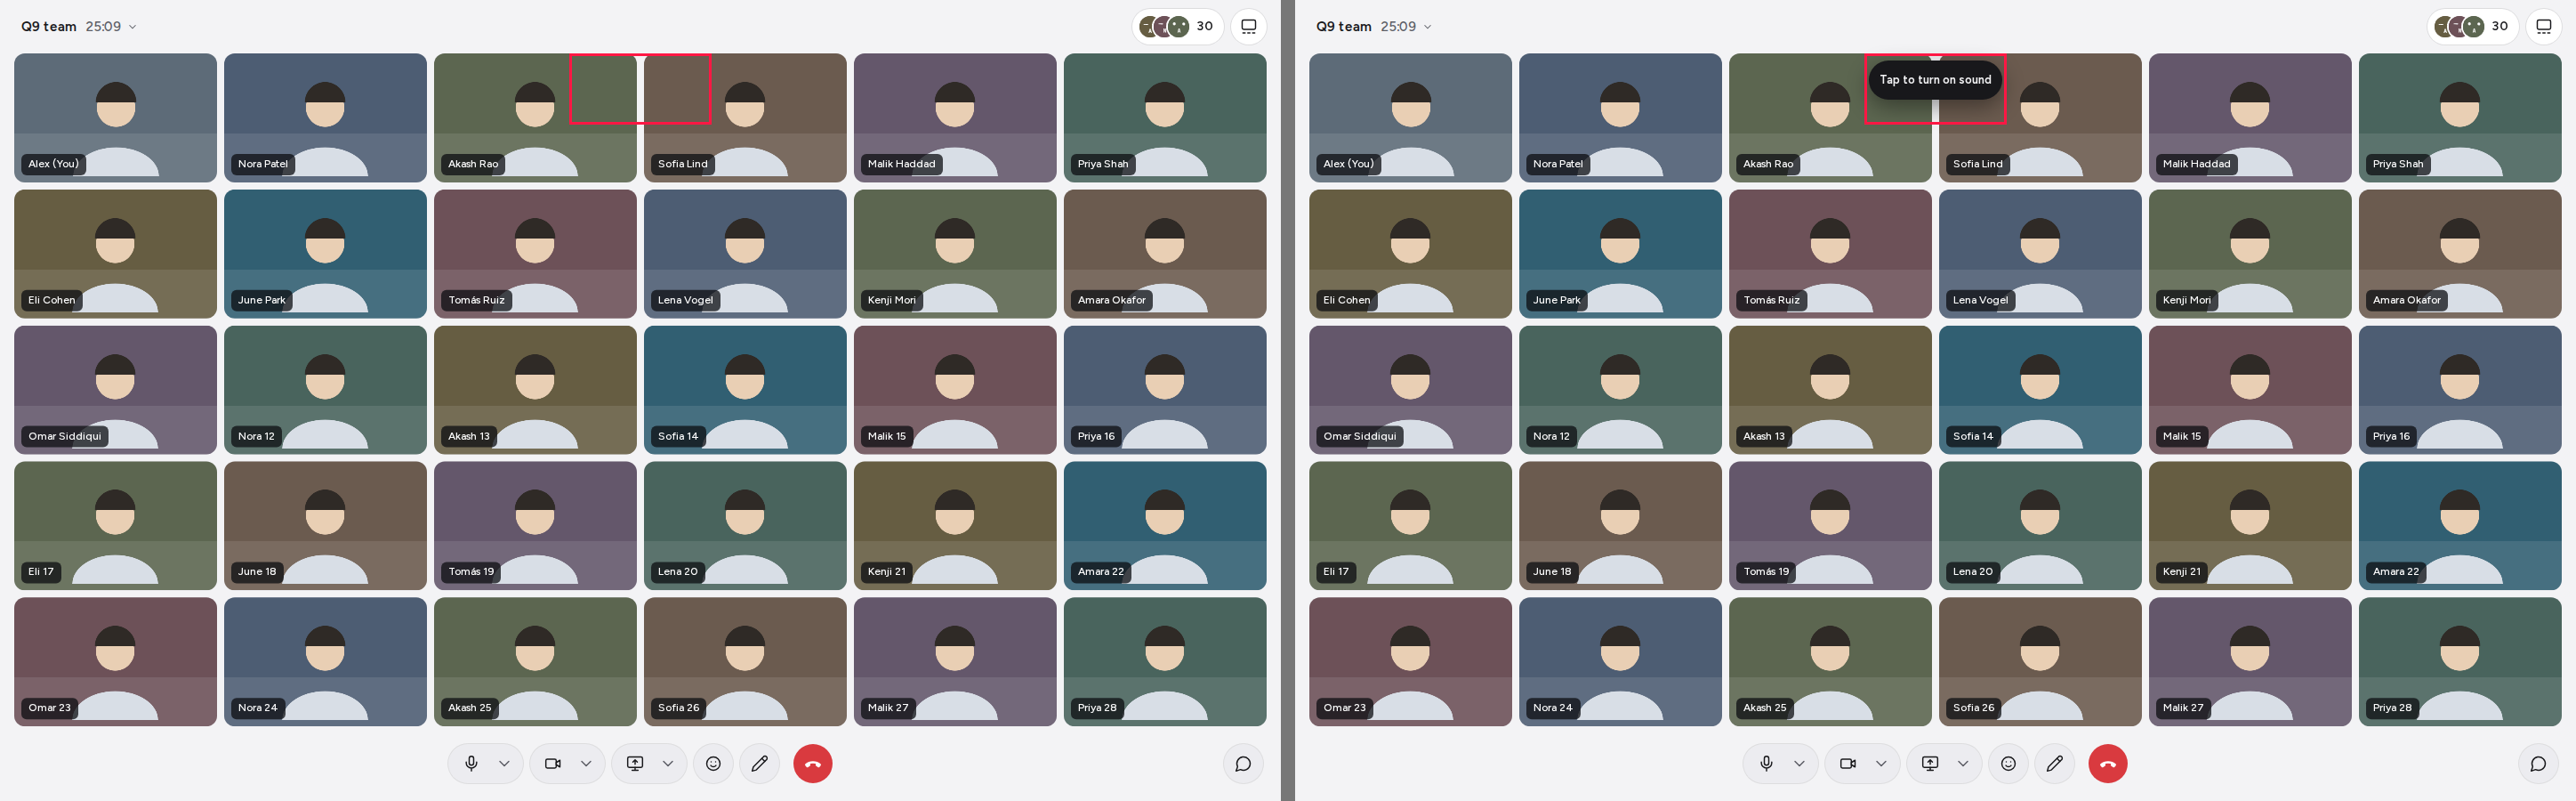 Q9 team 25:09
30
Alex (You)
Nora Patel
Akash Rao
Sofia Lind
Malik Haddad
Priya Shah
Eli Cohen
June Park
Tomás Ruiz
Lena Vogel
Kenji Mori
Amara Okafor
Omar Siddiqui
Nora 12
Akash 13
Sofia 14
Malik 15
Priya 16
Eli 17
June 18
Tomás 19
Lena 20
Kenji 21
Amara 22
Omar 23
Nora 24
Akash 25
Sofia 26
Malik 27
Priya 28
Q9 team 25:09
30
Tap to turn on sound
Alex (You)
Nora Patel
Akash Rao
Sofia Lind
Malik Haddad
Priya Shah
Eli Cohen
June Park
Tomás Ruiz
Lena Vogel
Kenji Mori
Amara Okafor
Omar Siddiqui
Nora 12
Akash 13
Sofia 14
Malik 15
Priya 16
Eli 17
June 18
Tomás 19
Lena 20
Kenji 21
Amara 22
Omar 23
Nora 24
Akash 25
Sofia 26
Malik 27
Priya 28